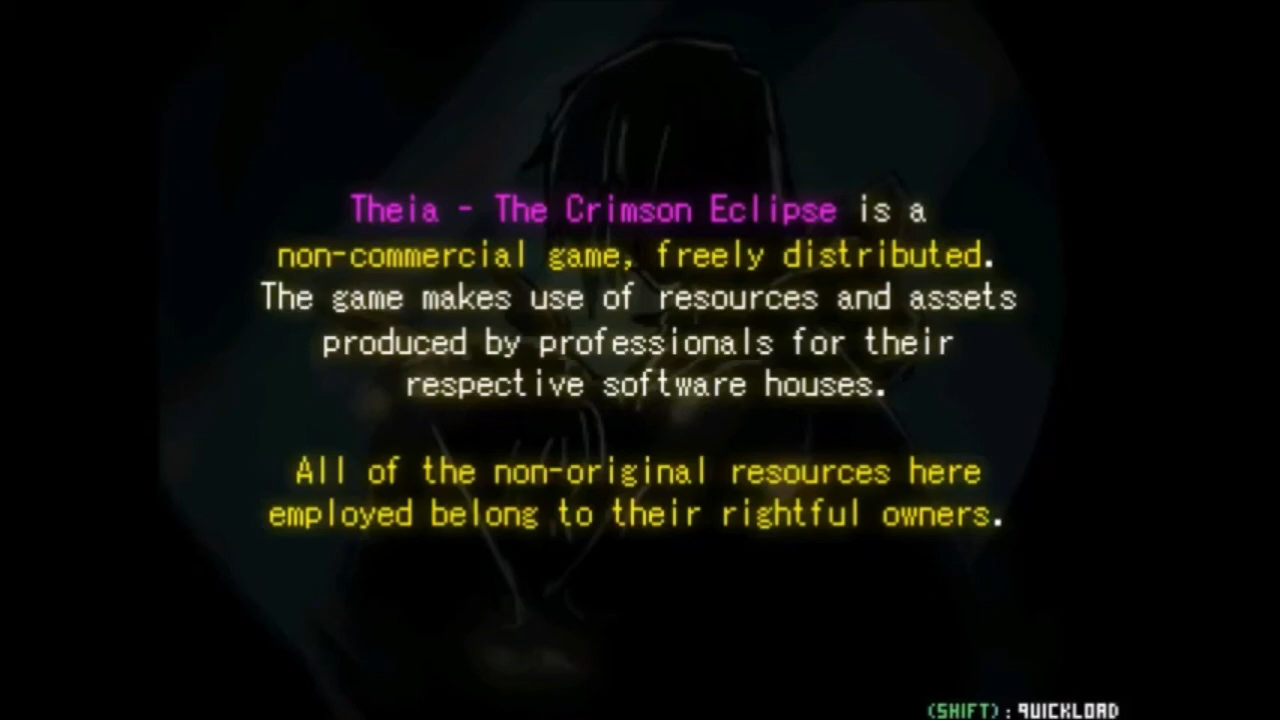 Theia - The Crimson Eclipse is a
non-commercial game, freely distributed.
The game makes use of resources and assets
produced by professionals for their
respective software houses.
All of the non-original resources here
employed belong to their rightful owners.
(SHIFT): QUICKLOAD